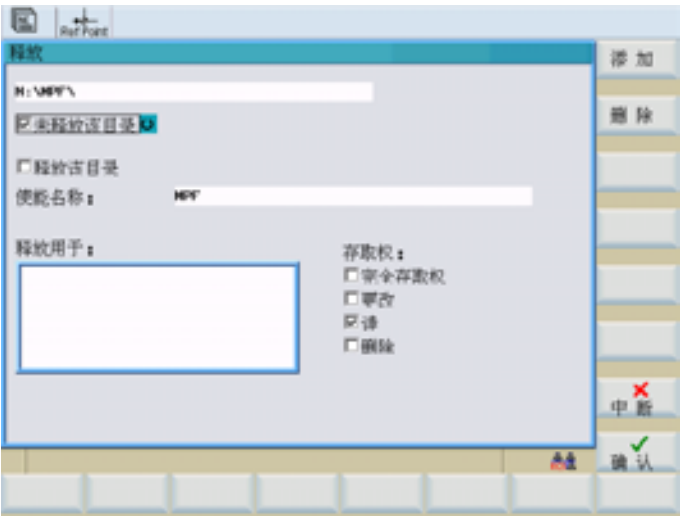 Ref Point
释放
添加
N:\MPF\
删除
未释放该目录
释放该目录
使能名称: MPF
释放用于:
存取权:
完全存取权
更改
读
删除
中断
确认